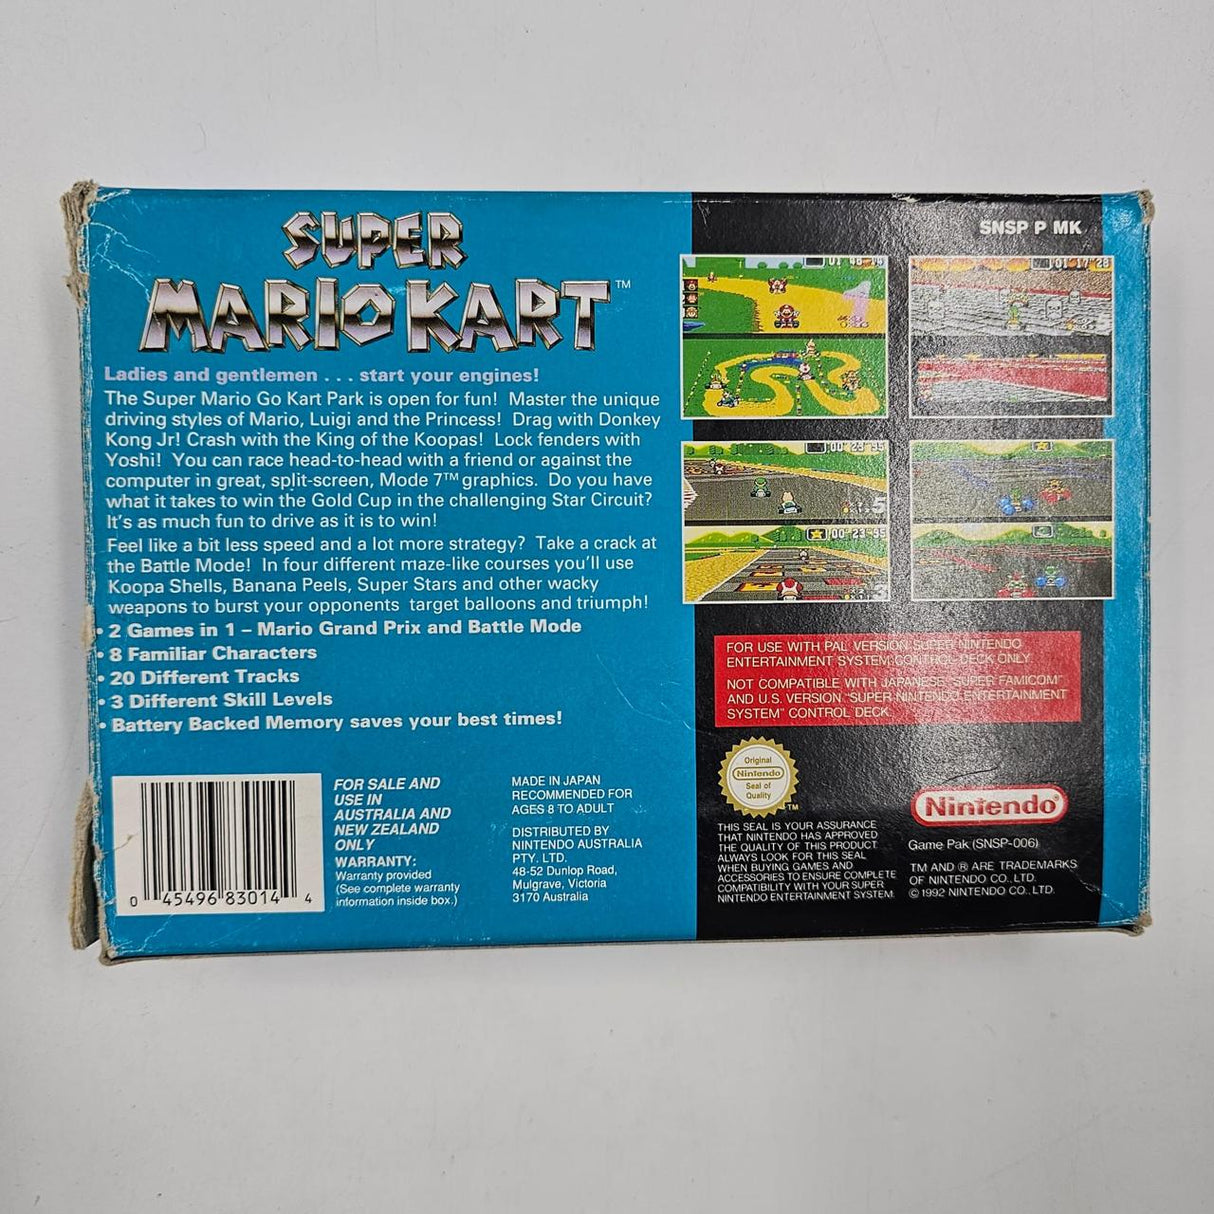 SUPER
MARIO KART™
Ladies and gentlemen . . . start your engines!
The Super Mario Go Kart Park is open for fun! Master the unique
driving styles of Mario, Luigi and the Princess! Drag with Donkey
Kong Jr! Crash with the King of the Koopas! Lock fenders with
Yoshi! You can race head-to-head with a friend or against the
computer in great, split-screen, Mode 7™ graphics. Do you have
what it takes to win the Gold Cup in the challenging Star Circuit?
It's as much fun to drive as it is to win!
Feel like a bit less speed and a lot more strategy? Take a crack at
the Battle Mode! In four different maze-like courses you'll use
Koopa Shells, Banana Peels, Super Stars and other wacky
weapons to burst your opponents target balloons and triumph!
• 2 Games in 1 – Mario Grand Prix and Battle Mode
• 8 Familiar Characters
• 20 Different Tracks
• 3 Different Skill Levels
• Battery Backed Memory saves your best times!
0 45496 83014 4
FOR SALE AND
USE IN
AUSTRALIA AND
NEW ZEALAND
ONLY
WARRANTY:
Warranty provided
(See complete warranty
information inside box.)
MADE IN JAPAN
RECOMMENDED FOR
AGES 8 TO ADULT
DISTRIBUTED BY
NINTENDO AUSTRALIA
PTY. LTD.
48-52 Dunlop Road,
Mulgrave, Victoria
3170 Australia
SNSP P MK
01'17"28
5
3
FOR USE WITH PAL VERSION SUPER NINTENDO
ENTERTAINMENT SYSTEM CONTROL DECK ONLY.
NOT COMPATIBLE WITH JAPANESE "SUPER FAMICOM"
AND U.S. VERSION "SUPER NINTENDO ENTERTAINMENT
SYSTEM" CONTROL DECK.
Original
Nintendo
Seal of
Quality
TM
THIS SEAL IS YOUR ASSURANCE
THAT NINTENDO HAS APPROVED
THE QUALITY OF THIS PRODUCT.
ALWAYS LOOK FOR THIS SEAL
WHEN BUYING GAMES AND
ACCESSORIES TO ENSURE COMPLETE
COMPATIBILITY WITH YOUR SUPER
NINTENDO ENTERTAINMENT SYSTEM.
Nintendo®
Game Pak (SNSP-006)
TM AND ® ARE TRADEMARKS
OF NINTENDO CO., LTD.
© 1992 NINTENDO CO., LTD.